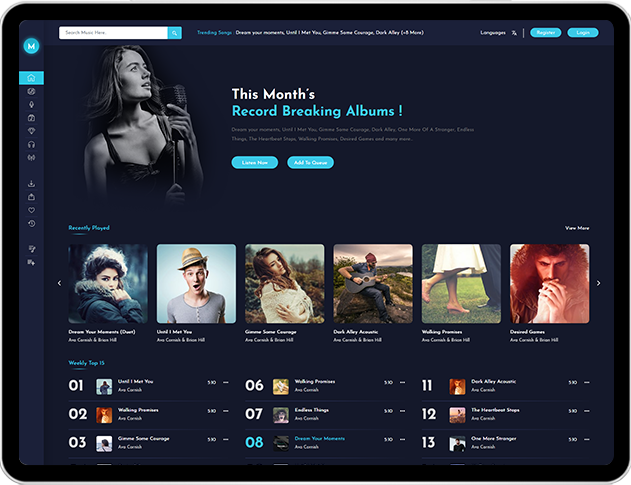 M
Search Music Here..
Trending Songs : Dream your moments, Until I Met You, Gimme Some Courage, Dark Alley (+8 More)
Languages
Register
Login
This Month's
Record Breaking Albums !
Dream your moments, Until I Met You, Gimme Some Courage, Dark Alley, One More Of A Stranger, Endless
Things, The Heartbeat Stops, Walking Promises, Desired Games and many more.
Listen Now
Add To Queue
Recently Played
View More
Dream Your Moments (Duet)
Ava Cornish & Brian Hill
Until I Met You
Ava Cornish & Brian Hill
Gimme Some Courage
Ava Cornish & Brian Hill
Dark Alley Acoustic
Ava Cornish & Brian Hill
Walking Promises
Ava Cornish & Brian Hill
Desired Games
Ava Cornish & Brian Hill
Weekly Top 15
01 Until I Met You 5:10
Ava Cornish
02 Walking Promises 5:10
Ava Cornish
03 Gimme Some Courage 5:10
Ava Cornish
06 Walking Promises 5:10
Ava Cornish
07 Endless Things 5:10
Ava Cornish
08 Dream Your Moments 5:10
Ava Cornish
11 Dark Alley Acoustic 5:10
Ava Cornish
12 The Heartbeat Stops 5:10
Ava Cornish
13 One More Stranger 5:10
Ava Cornish